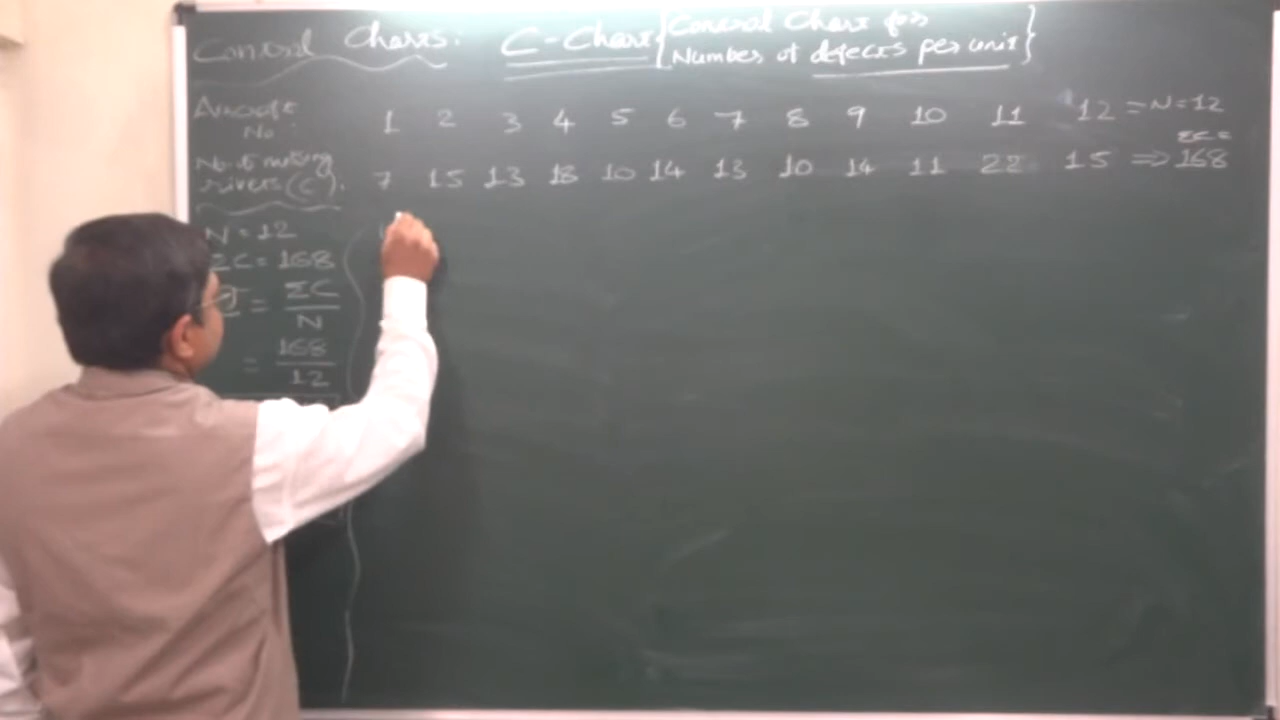 Control Charts: C-Chart {Control Chart for
Number of defects per unit}
Aircraft No: 1 2 3 4 5 6 7 8 9 10 11 12 = N=12
No. of missing rivets (C). 7 15 13 18 10 14 13 10 14 11 22 15 ⇒ ΣC = 168
N = 12
ΣC = 168
= ΣC / N
= 168 / 12